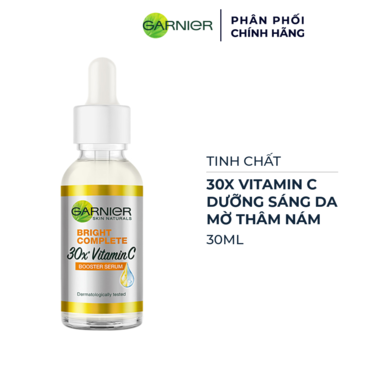 GARNIER
PHÂN PHỐI
CHÍNH HÃNG
TINH CHẤT
30X VITAMIN C
DƯỠNG SÁNG DA
MỜ THÂM NÁM
30ML
GARNIER
SKIN NATURALS
BRIGHT
COMPLETE
30x Vitamin C
BOOSTER SERUM
Dermatologically tested